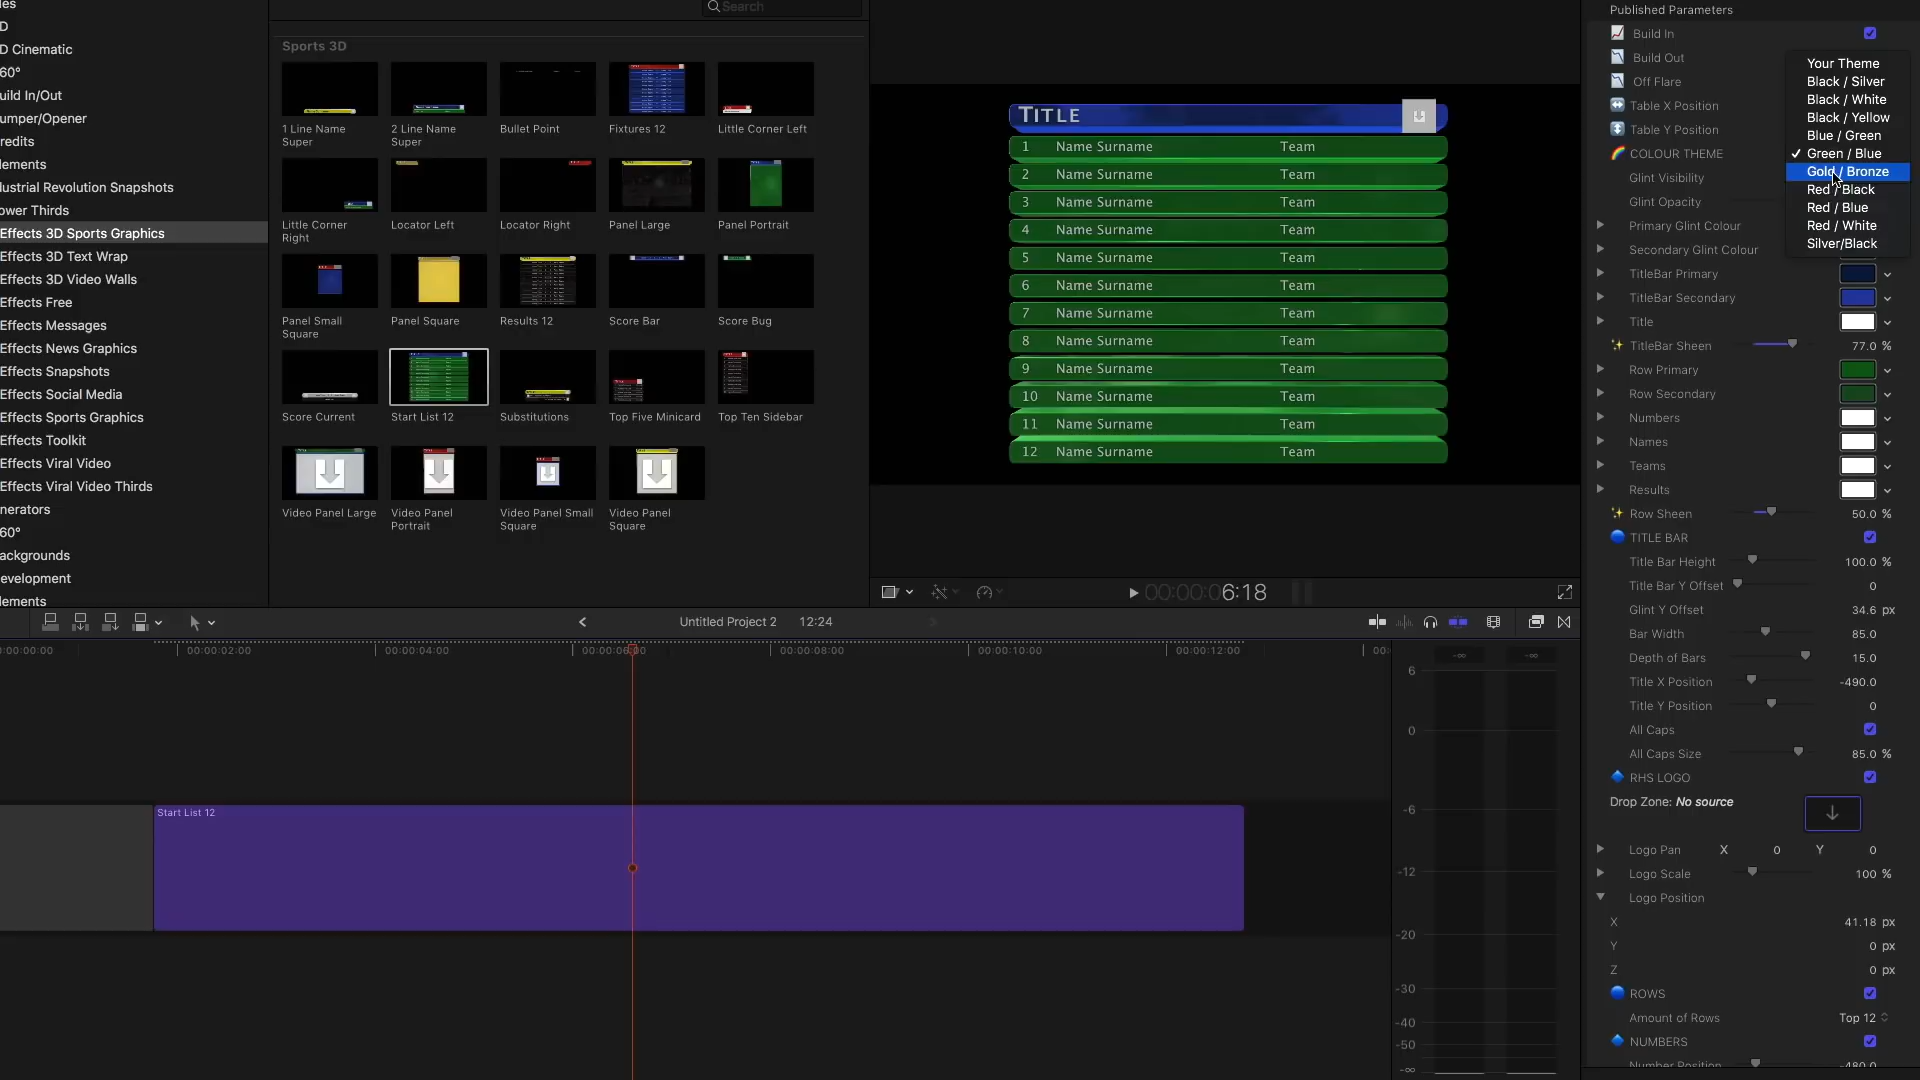 les
D
D Cinematic
60°
uild In/Out
umper/Opener
redits
lements
dustrial Revolution Snapshots
ower Thirds
Effects 3D Sports Graphics
Effects 3D Text Wrap
Effects 3D Video Walls
Effects Free
Effects Messages
Effects News Graphics
Effects Snapshots
Effects Social Media
Effects Sports Graphics
Effects Toolkit
Effects Viral Video
Effects Viral Video Thirds
nerators
60°
ackgrounds
evelopment
lements
Search
Sports 3D
1 Line Name
Super
2 Line Name
Super
Bullet Point
Fixtures 12
Little Corner Left
Little Corner
Right
Locator Left
Locator Right
Panel Large
Panel Portrait
Panel Small
Square
Panel Square
Results 12
Score Bar
Score Bug
Score Current
Start List 12
Substitutions
Top Five Minicard
Top Ten Sidebar
Video Panel Large
Video Panel
Portrait
Video Panel Small
Square
Video Panel
Square
TITLE
1 Name Surname Team
2 Name Surname Team
3 Name Surname Team
4 Name Surname Team
5 Name Surname Team
6 Name Surname Team
7 Name Surname Team
8 Name Surname Team
9 Name Surname Team
10 Name Surname Team
11 Name Surname Team
12 Name Surname Team
00:00:06:18
Published Parameters
Build In
Build Out
Off Flare
Table X Position
Table Y Position
COLOUR THEME
Your Theme
Black / Silver
Black / White
Black / Yellow
Blue / Green
✓ Green / Blue
Gold / Bronze
Red / Black
Red / Blue
Red / White
Silver/Black
Glint Visibility
Glint Opacity
Primary Glint Colour
Secondary Glint Colour
TitleBar Primary
TitleBar Secondary
Title
TitleBar Sheen 77.0 %
Row Primary
Row Secondary
Numbers
Names
Teams
Results
Row Sheen 50.0 %
TITLE BAR
Title Bar Height 100.0 %
Title Bar Y Offset 0
Glint Y Offset 34.6 px
Bar Width 85.0
Depth of Bars 15.0
Title X Position -490.0
Title Y Position 0
All Caps
All Caps Size 85.0 %
RHS LOGO
Drop Zone: No source
Logo Pan X 0 Y 0
Logo Scale 100 %
Logo Position
X 41.18 px
Y 0 px
Z 0 px
ROWS
Amount of Rows Top 12
NUMBERS
Number Position -480.0
Untitled Project 2 12:24
:00:00:00 00:00:02:00 00:00:04:00 00:00:06:00 00:00:08:00 00:00:10:00 00:00:12:00 00:
Start List 12
-∞ -∞
6
0
-6
-12
-20
-30
-40
-50
-∞